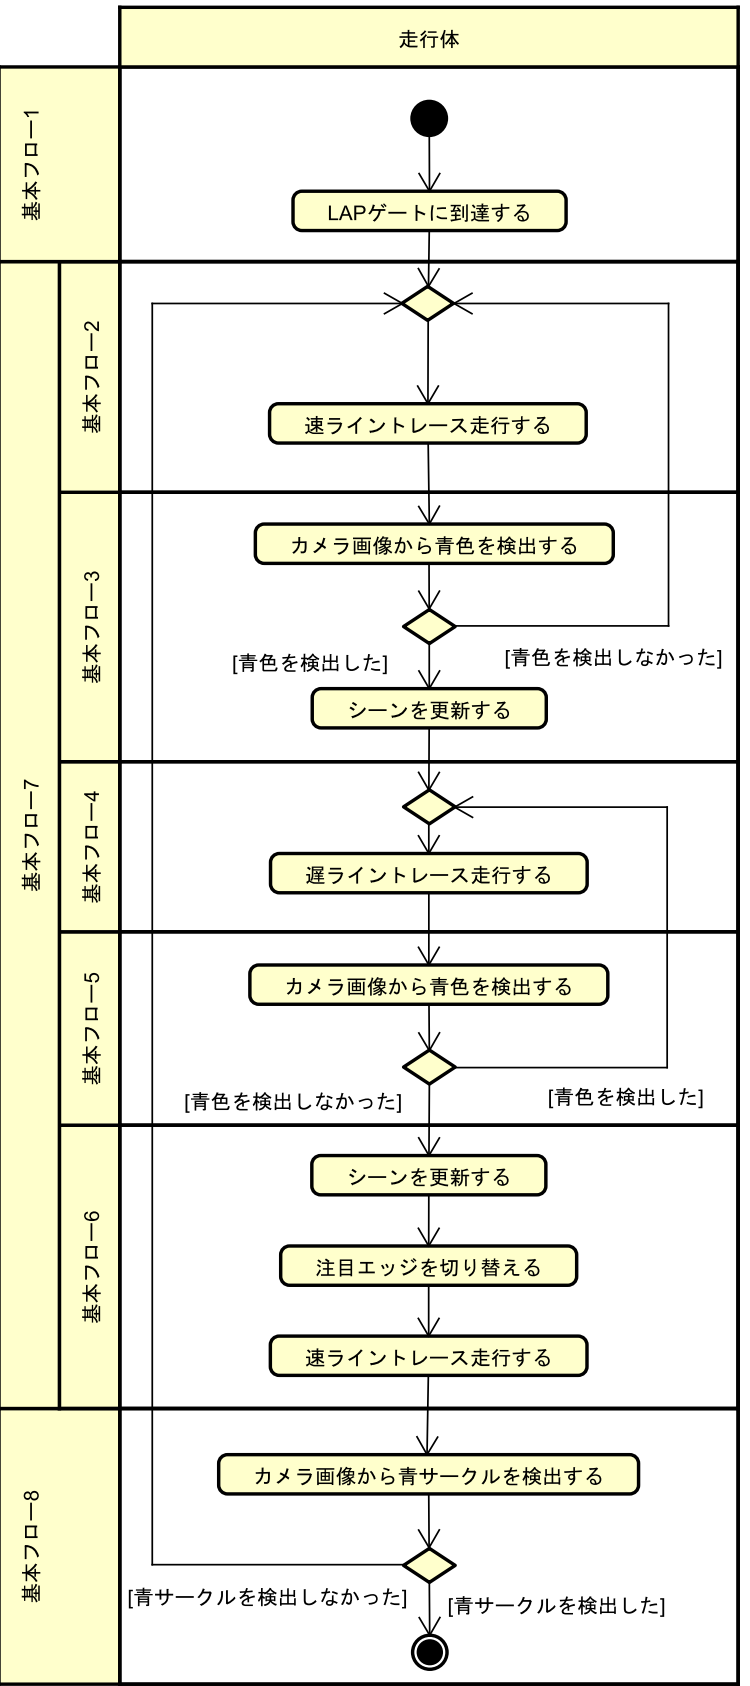 走行体
基本フロー1
LAPゲートに到達する
基本フロー7
基本フロー2
速ライントレース走行する
基本フロー3
カメラ画像から青色を検出する
[青色を検出しなかった]
[青色を検出した]
シーンを更新する
基本フロー4
遅ライントレース走行する
基本フロー5
カメラ画像から青色を検出する
[青色を検出しなかった]
[青色を検出した]
基本フロー6
シーンを更新する
注目エッジを切り替える
速ライントレース走行する
基本フロー8
カメラ画像から青サークルを検出する
[青サークルを検出しなかった]
[青サークルを検出した]